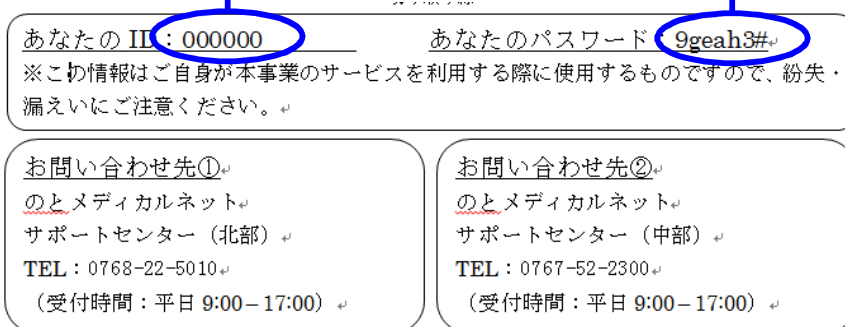 あなたの ID：000000 あなたのパスワード：9geah3#
※この情報はご自身が本事業のサービスを利用する際に使用するものですので、紛失・
漏えいにご注意ください。
お問い合わせ先①
のとメディカルネット
サポートセンター（北部）
TEL：0768-22-5010
（受付時間：平日 9:00－17:00）
お問い合わせ先②
のとメディカルネット
サポートセンター（中部）
TEL：0767-52-2300
（受付時間：平日 9:00－17:00）